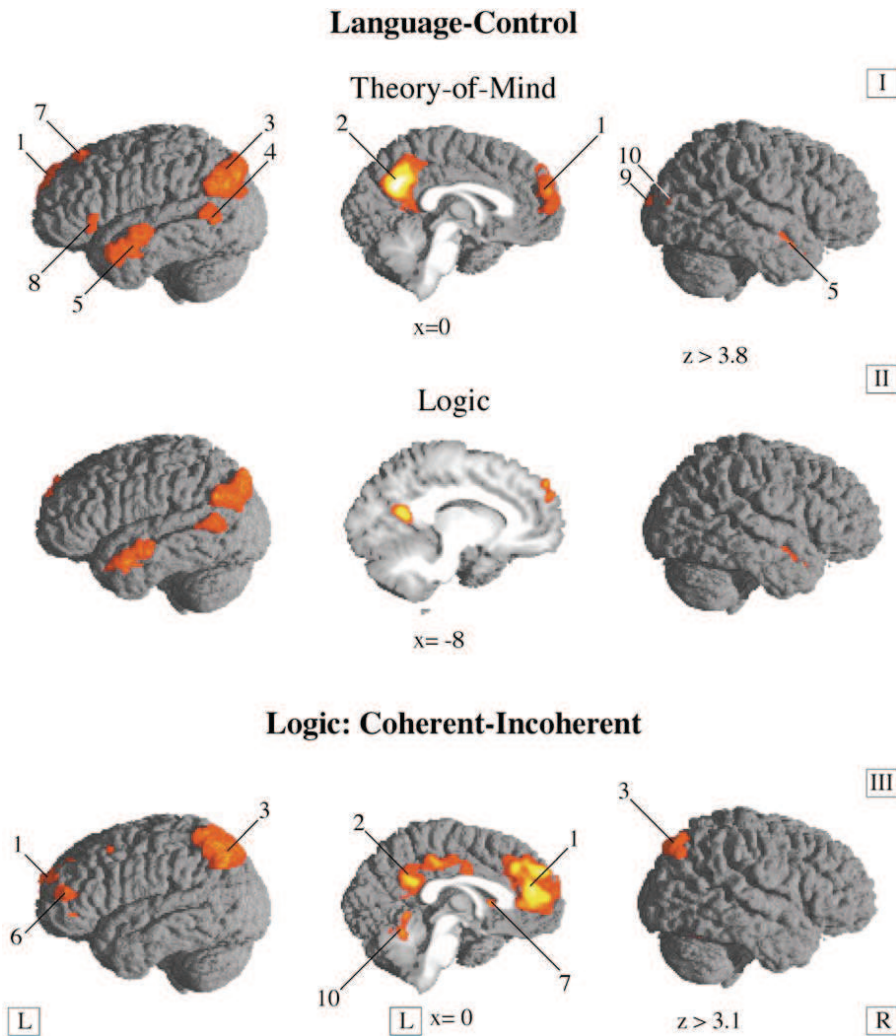 Language-Control
Theory-of-Mind
I
7
1
3
4
8
5
2
1
10
9
5
x=0
z > 3.8
II
Logic
x= -8
Logic: Coherent-Incoherent
III
1
3
6
2
1
10
7
3
L
L x= 0
z > 3.1
R